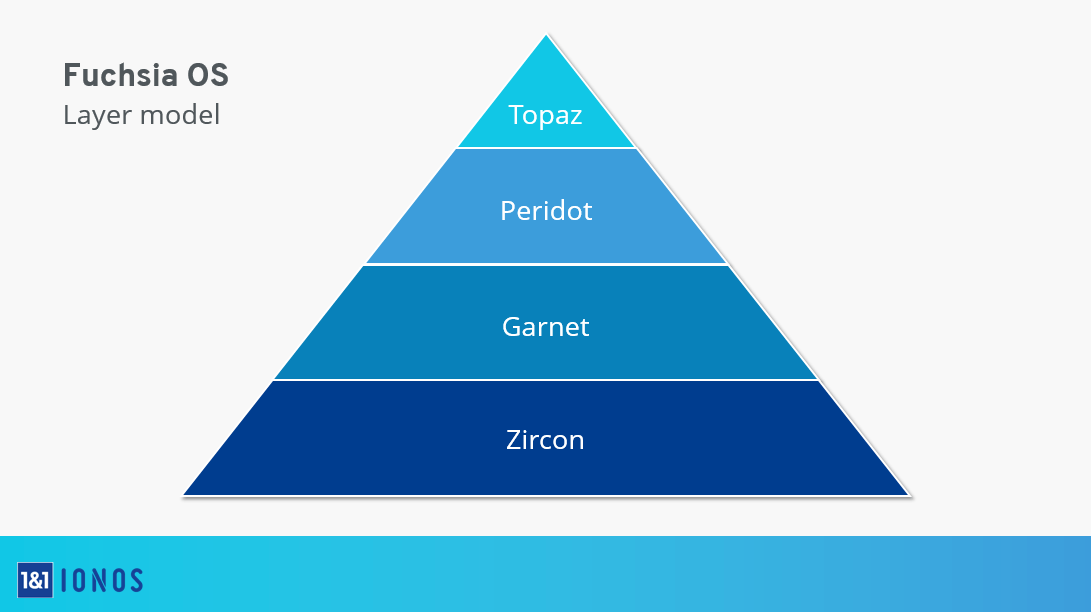 Fuchsia OS
Layer model
Topaz
Peridot
Garnet
Zircon
1&1 IONOS